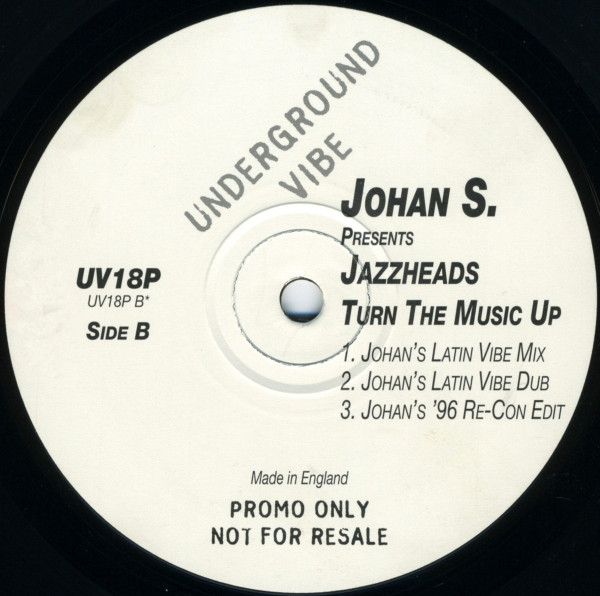 UNDERGROUND
VIBE
JOHAN S.
PRESENTS
JAZZHEADS
TURN THE MUSIC UP
1. JOHAN'S LATIN VIBE MIX
2. JOHAN'S LATIN VIBE DUB
3. JOHAN'S '96 RE-CON EDIT
UV18P
UV18P B*
SIDE B
Made in England
PROMO ONLY
NOT FOR RESALE